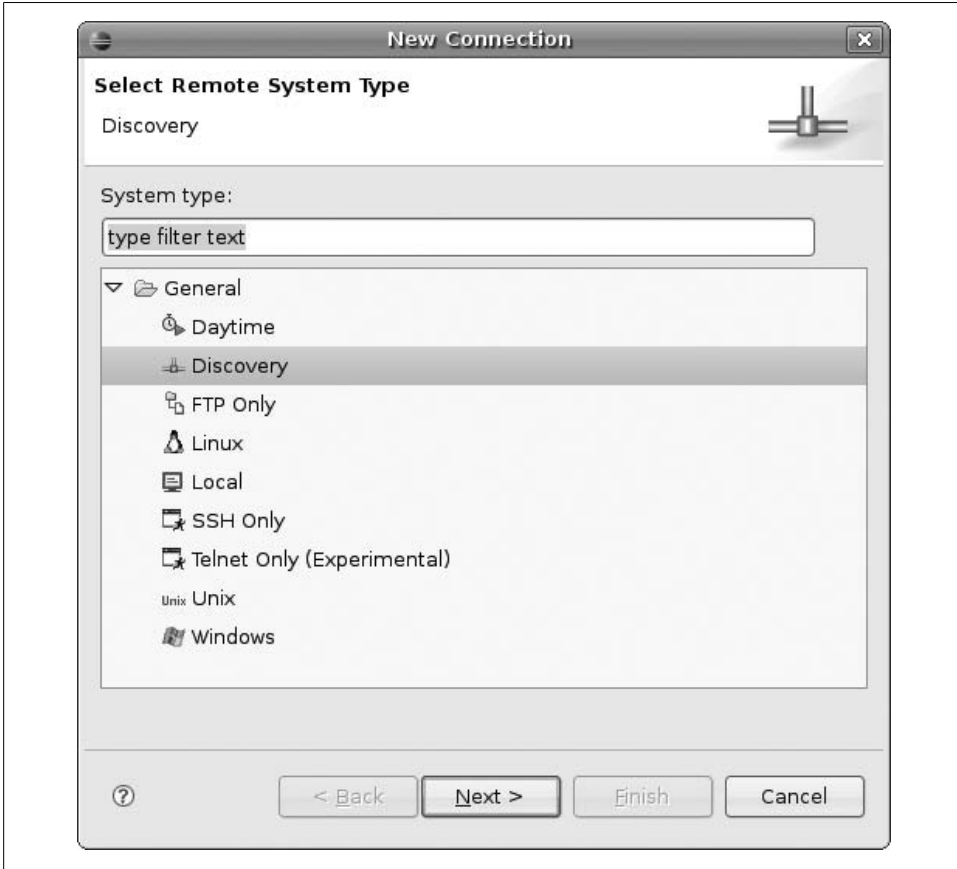 New Connection
Select Remote System Type
Discovery
System type:
type filter text
General
Daytime
Discovery
FTP Only
Linux
Local
SSH Only
Telnet Only (Experimental)
Unix Unix
Windows
< Back Next > Finish Cancel